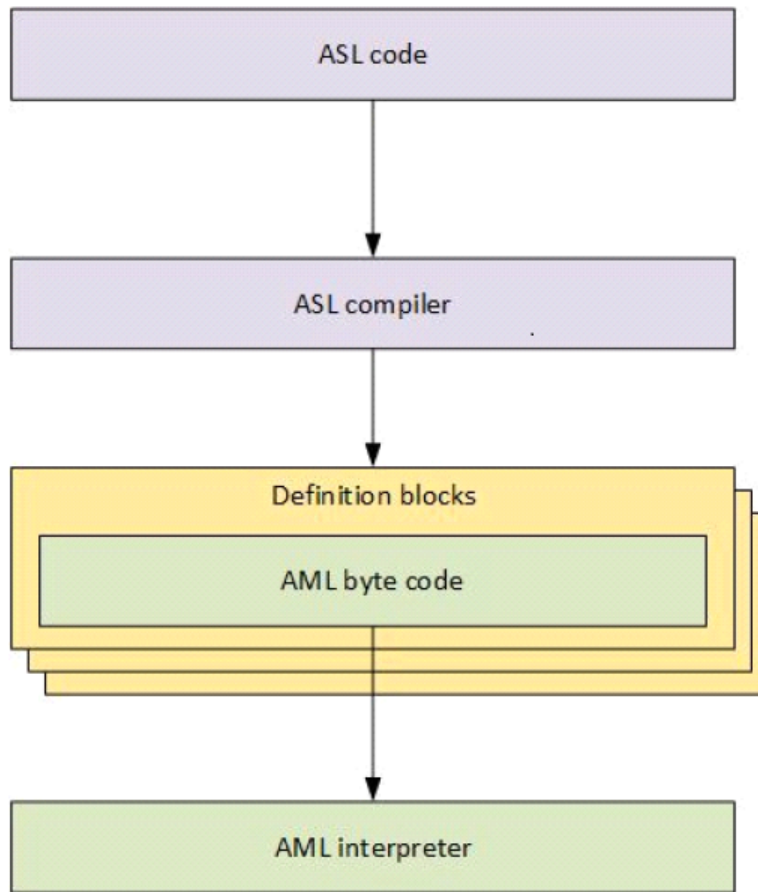 ASL code
ASL compiler
Definition blocks
AML byte code
AML interpreter